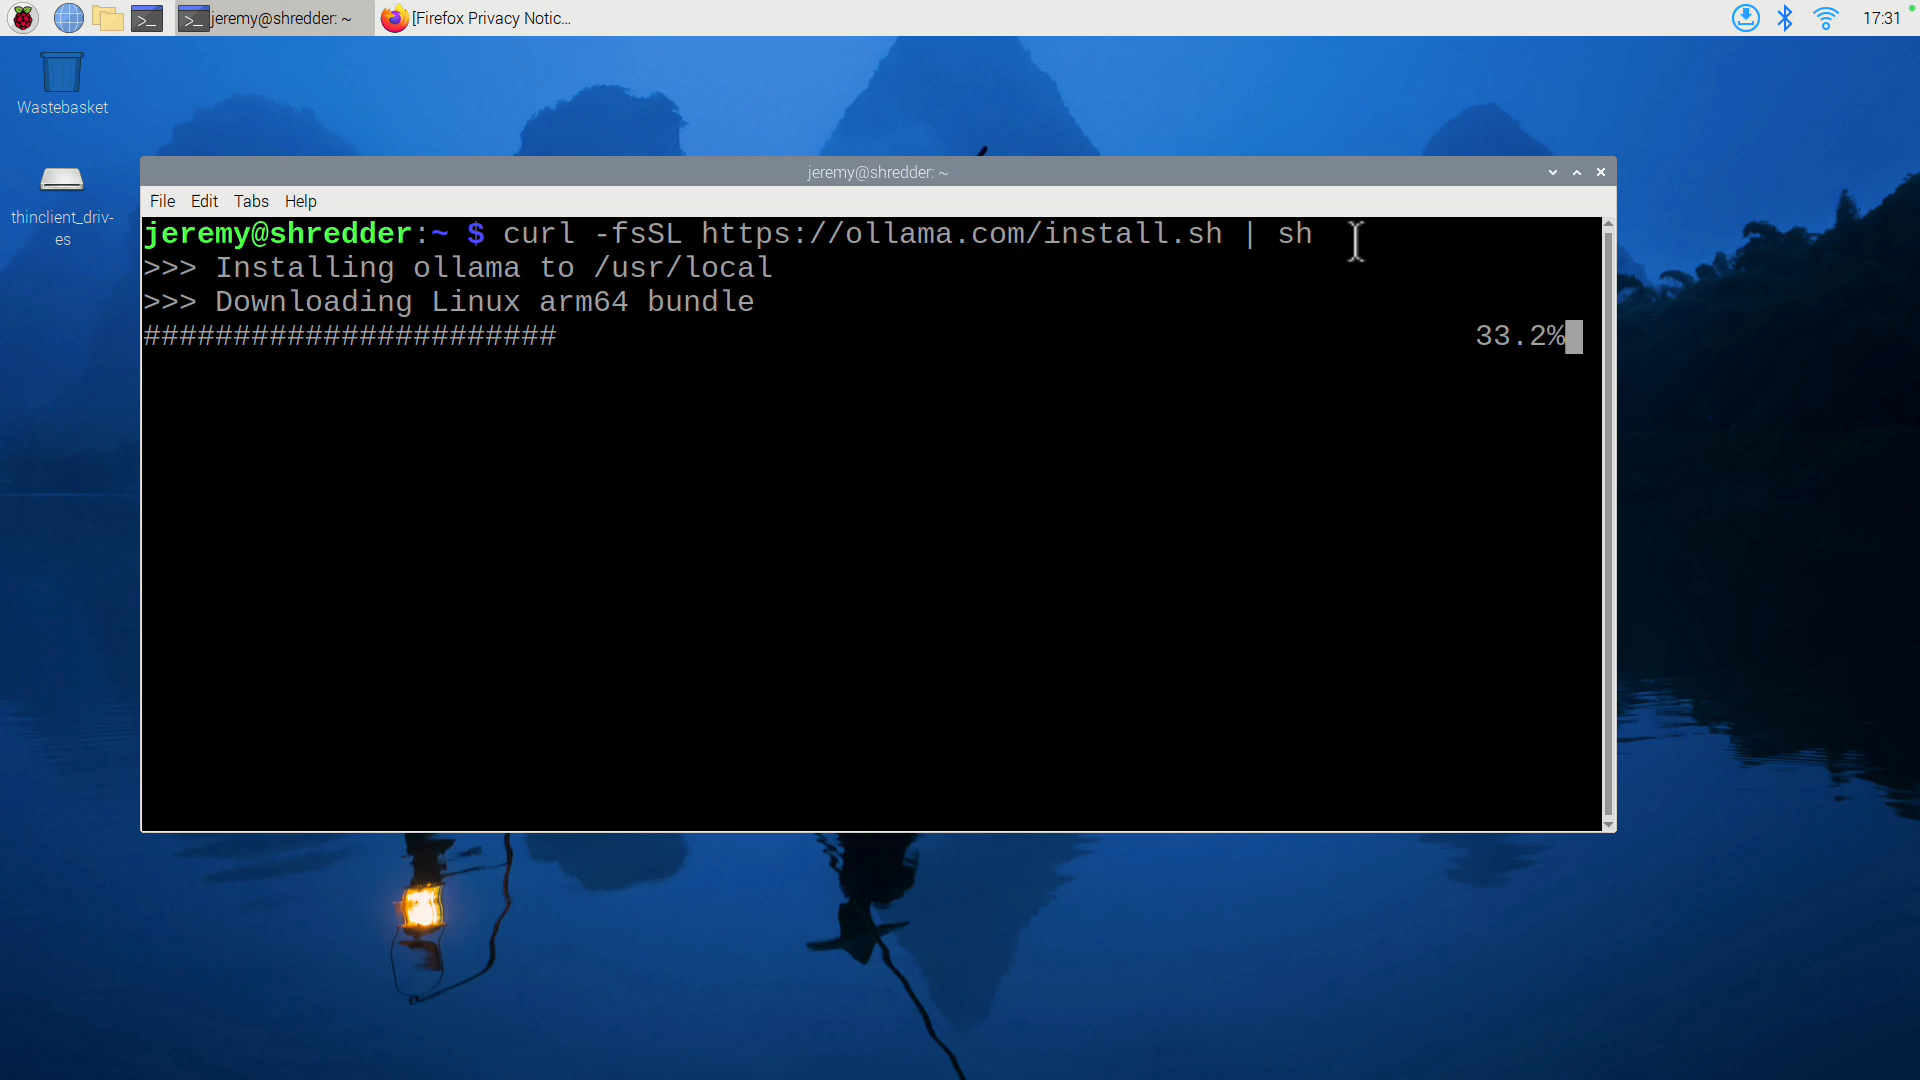 jeremy@shredder: ~
[Firefox Privacy Notic...
17:31
Wastebasket
thinclient_driv-
es
jeremy@shredder: ~
File Edit Tabs Help
jeremy@shredder:~ $ curl -fsSL https://ollama.com/install.sh | sh
>>> Installing ollama to /usr/local
>>> Downloading Linux arm64 bundle
####################### 33.2%